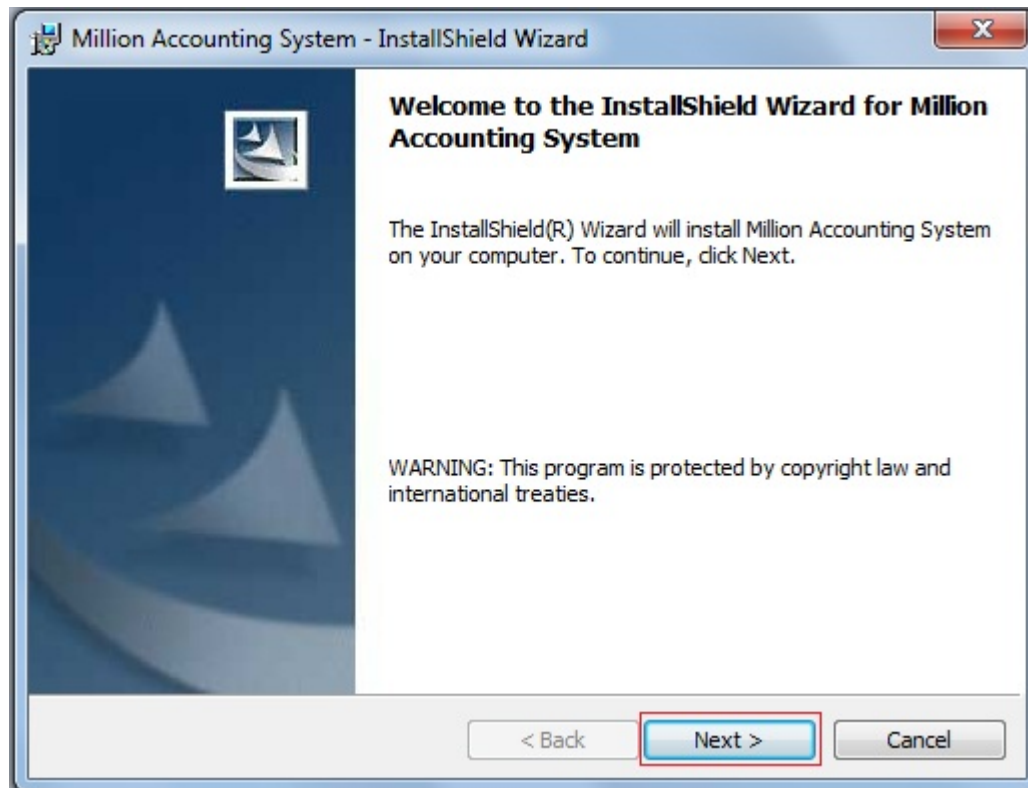 Million Accounting System - InstallShield Wizard
Welcome to the InstallShield Wizard for Million
Accounting System
The InstallShield(R) Wizard will install Million Accounting System
on your computer. To continue, click Next.
WARNING: This program is protected by copyright law and
international treaties.
< Back
Next >
Cancel